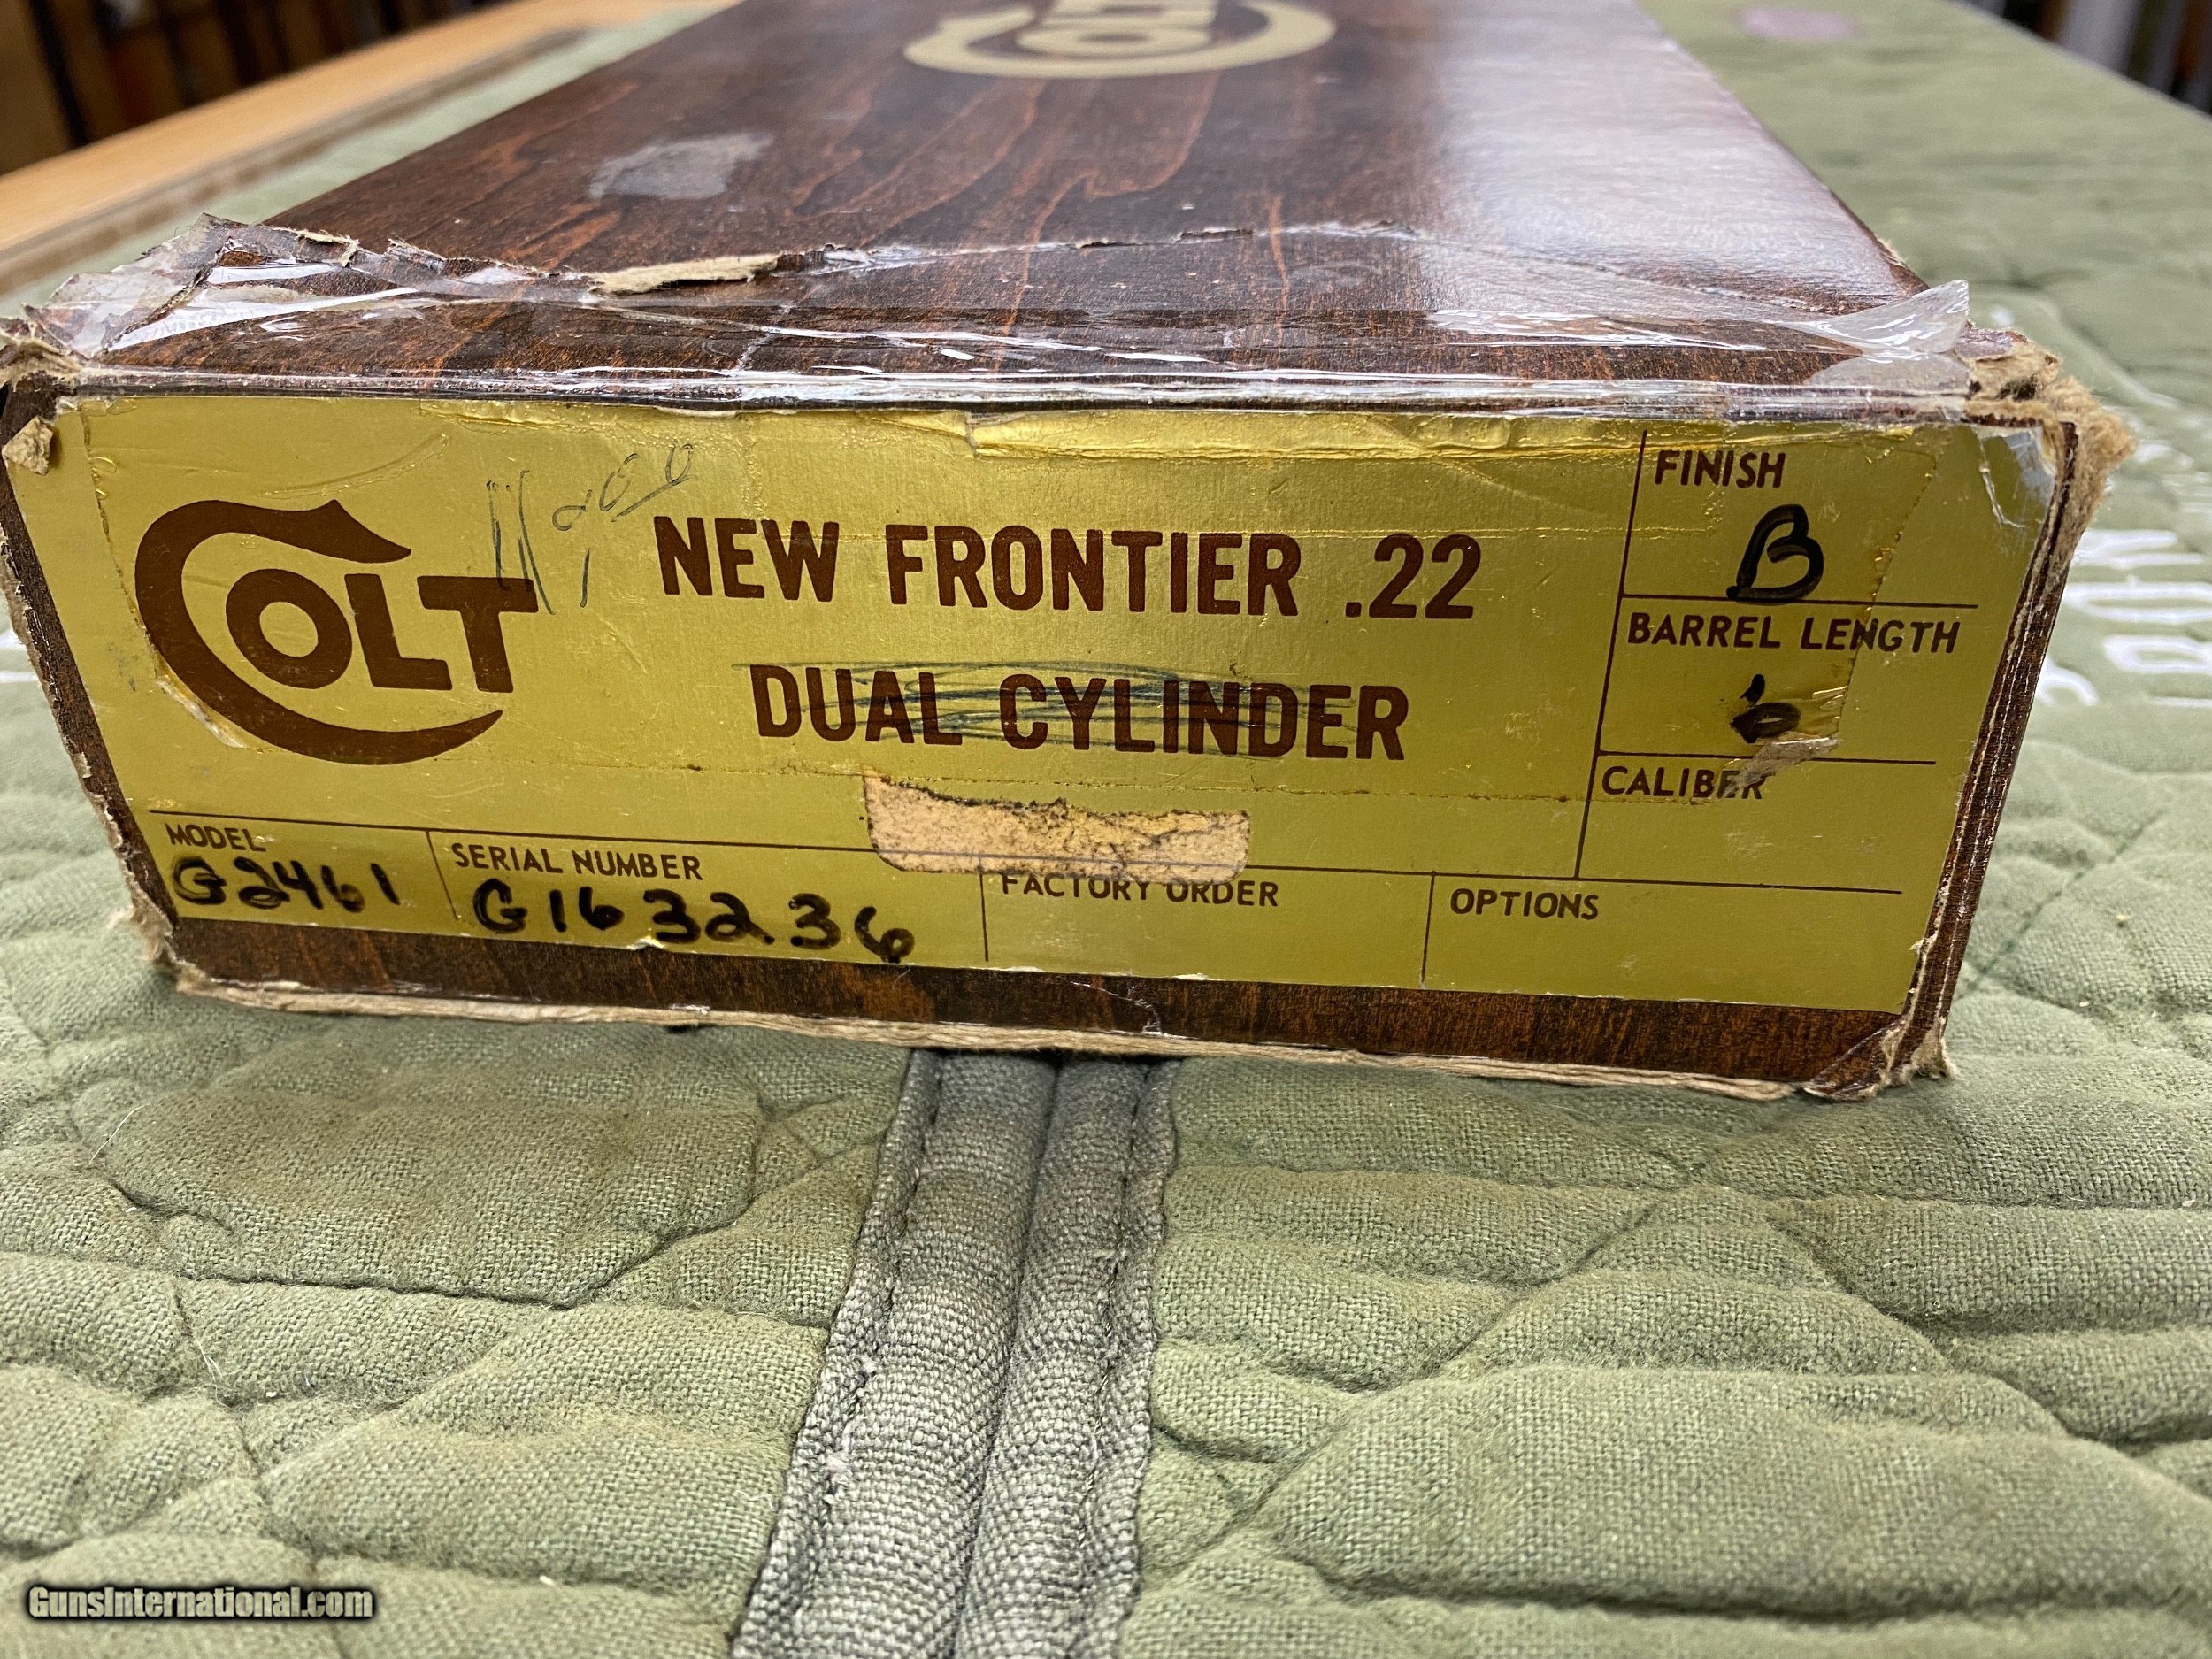 COLT
COLT
NEW FRONTIER .22
DUAL CYLINDER
FINISH
B
BARREL LENGTH
6
CALIBER
MODEL
G2461
SERIAL NUMBER
G163236
FACTORY ORDER
OPTIONS
GunsInternational.com